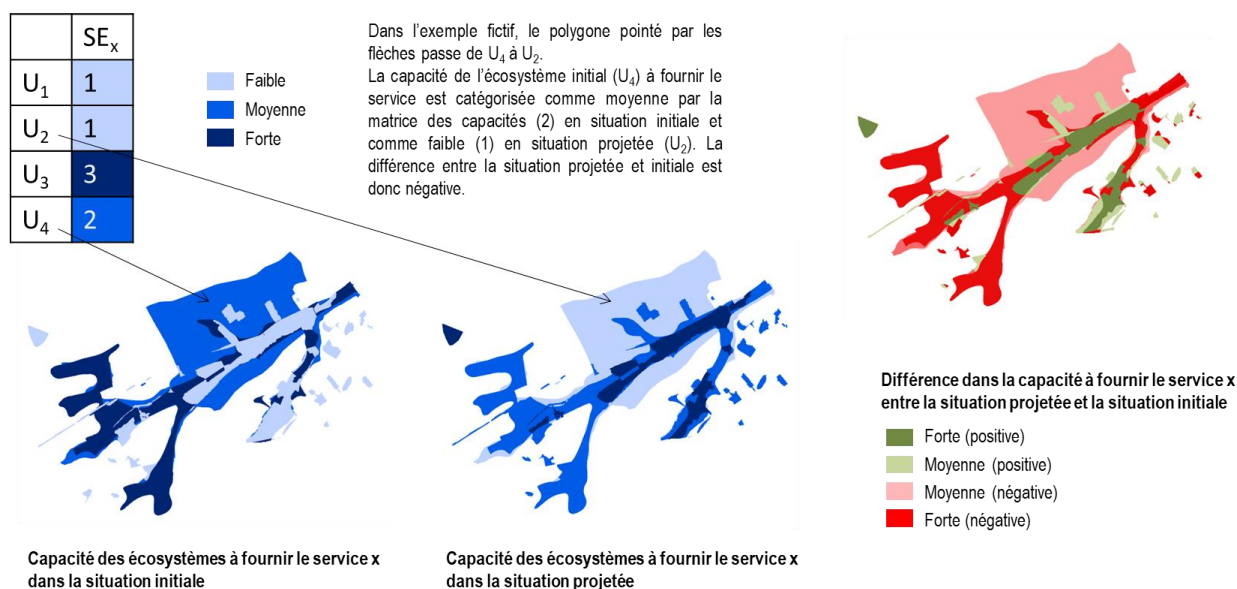 SEx
U1 1
U2 1
U3 3
U4 2
Faible
Moyenne
Forte
Dans l’exemple fictif, le polygone pointé par les
flèches passe de U4 à U2.
La capacité de l’écosystème initial (U4) à fournir le
service est catégorisée comme moyenne par la
matrice des capacités (2) en situation initiale et
comme faible (1) en situation projetée (U2). La
différence entre la situation projetée et initiale est
donc négative.
Capacité des écosystèmes à fournir le service x
dans la situation initiale
Capacité des écosystèmes à fournir le service x
dans la situation projetée
Différence dans la capacité à fournir le service x
entre la situation projetée et la situation initiale
Forte (positive)
Moyenne (positive)
Moyenne (négative)
Forte (négative)